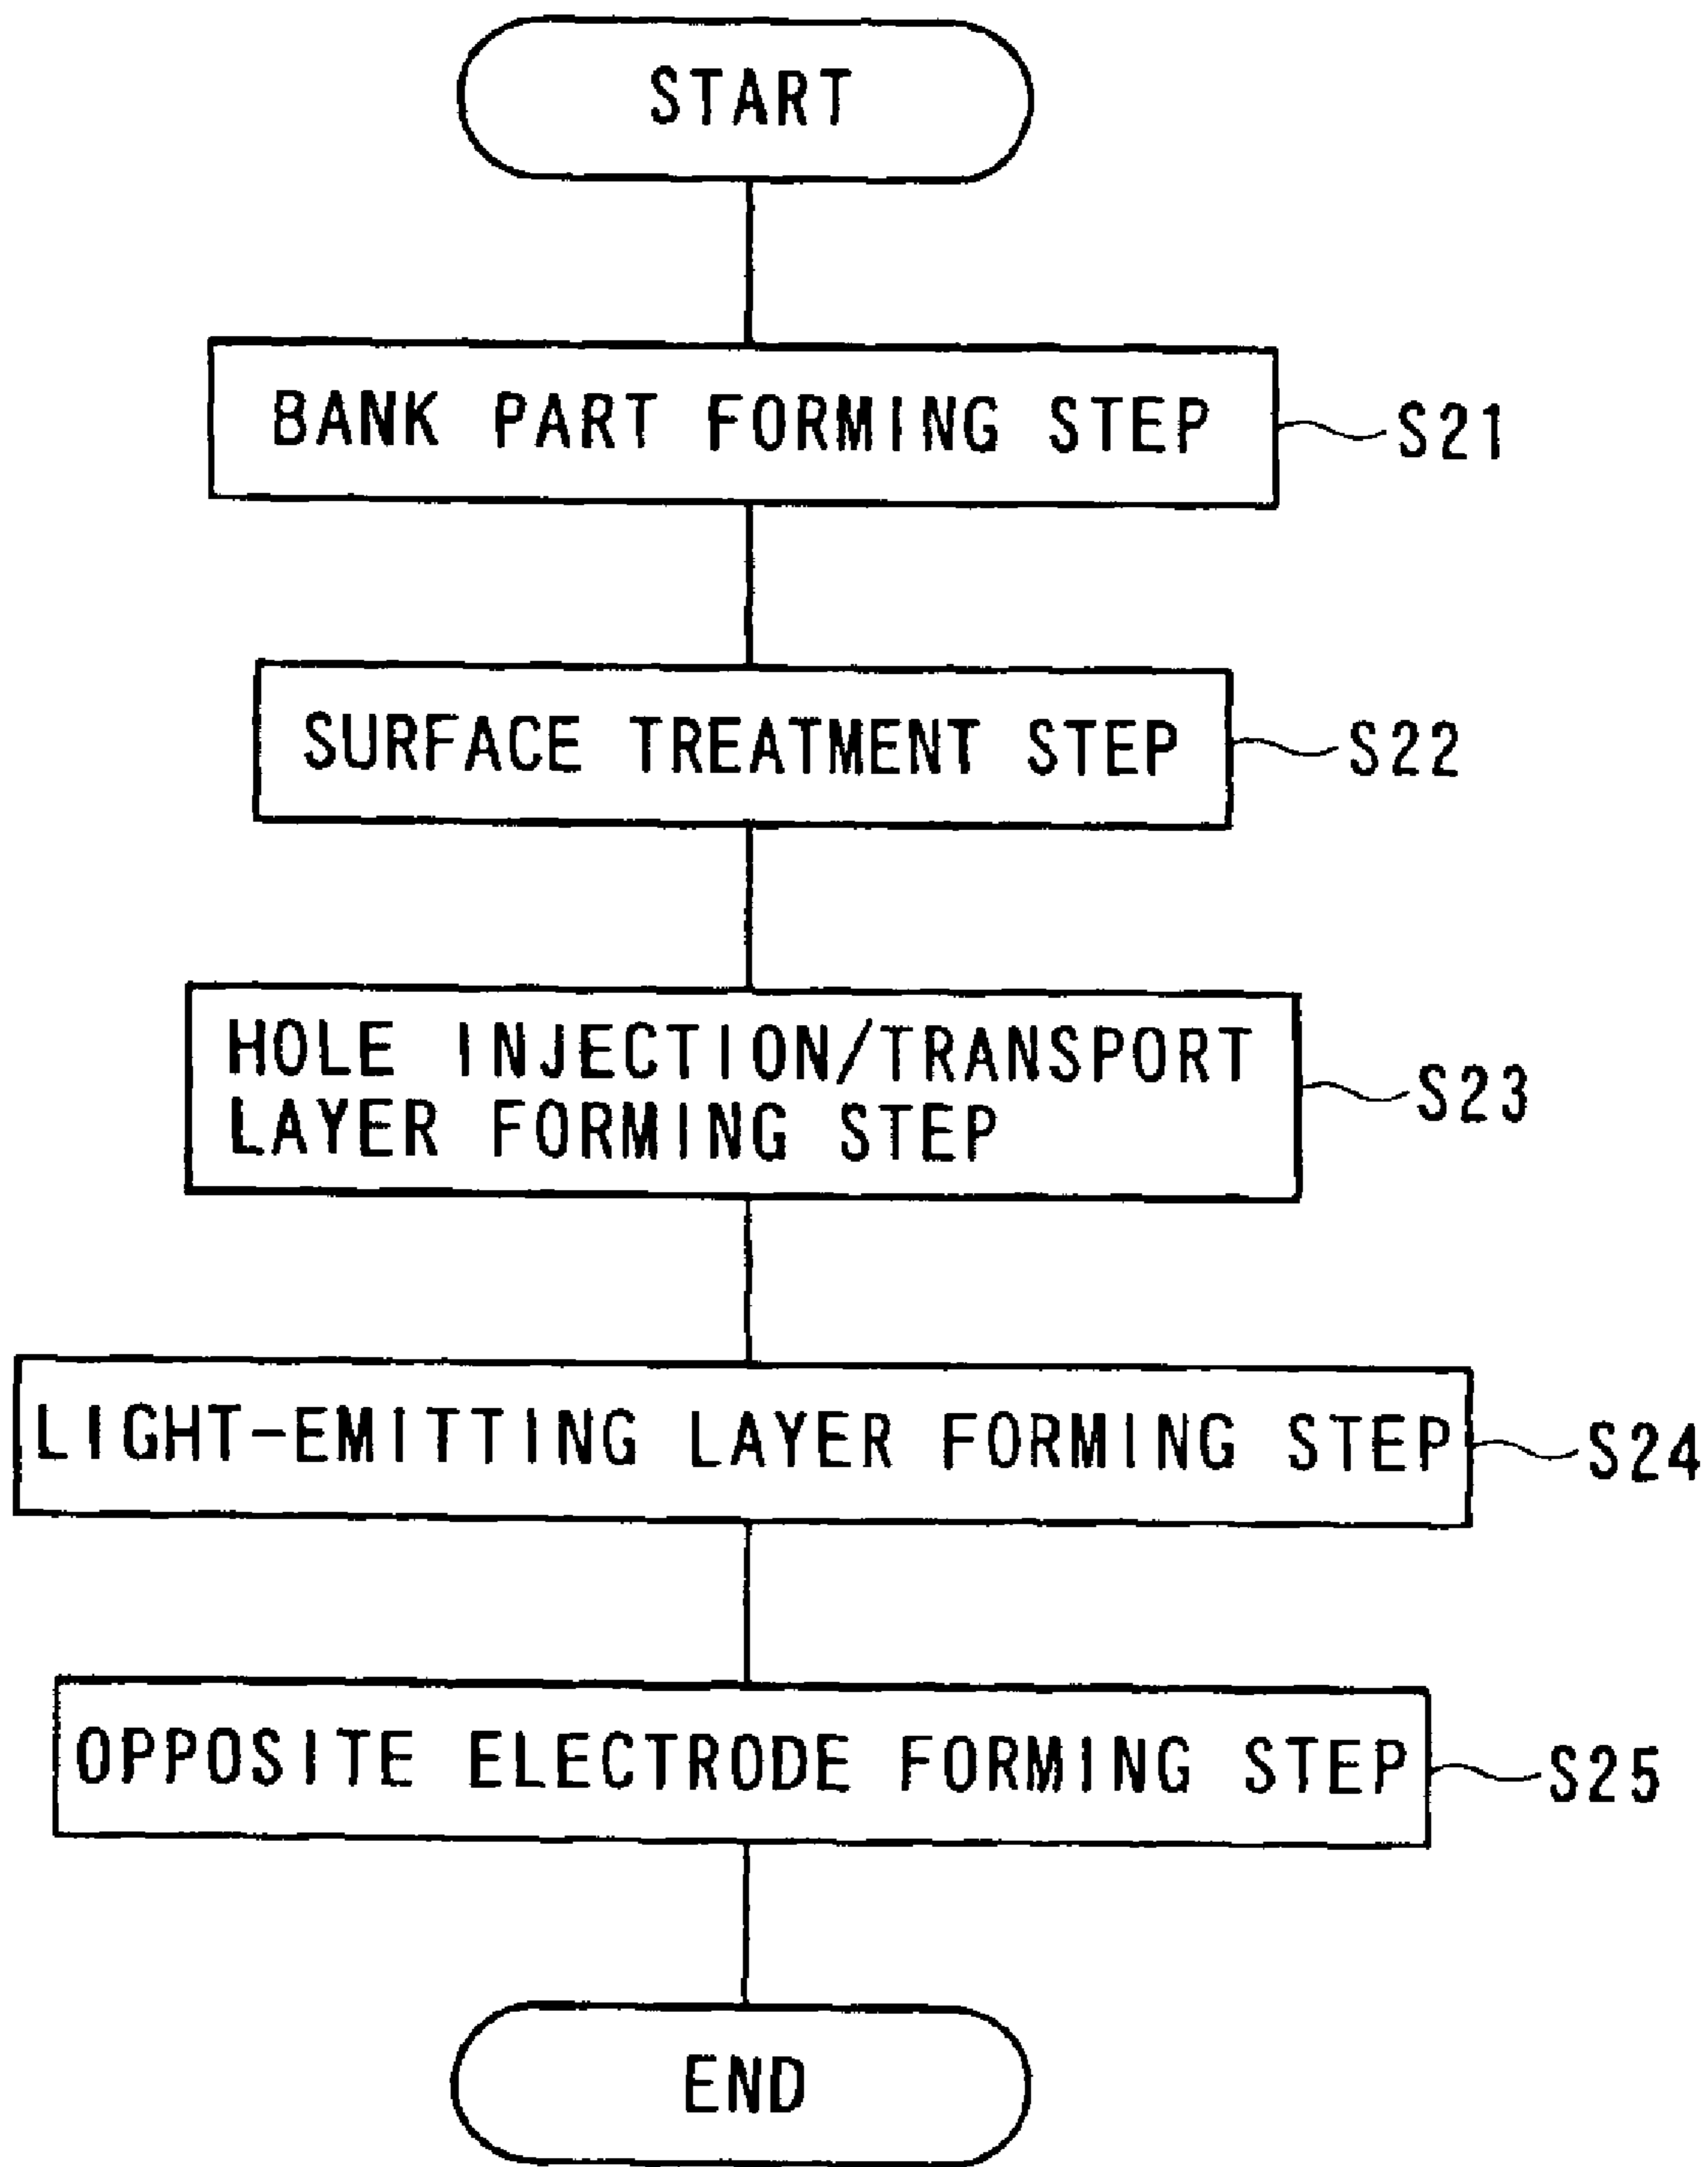 START
BANK PART FORMING STEP
S21
SURFACE TREATMENT STEP
S22
HOLE INJECTION/TRANSPORT
LAYER FORMING STEP
S23
LIGHT-EMITTING LAYER FORMING STEP
S24
OPPOSITE ELECTRODE FORMING STEP
S25
END